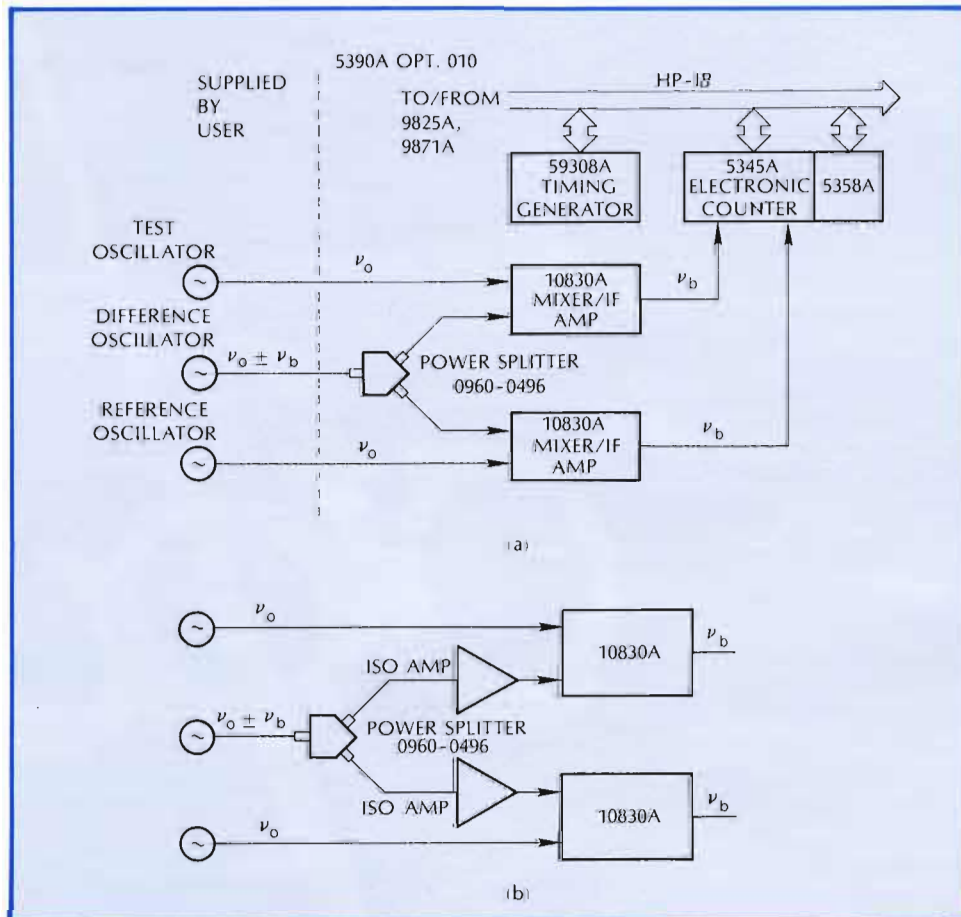 5390A OPT. 010
SUPPLIED
BY
USER
TO/FROM
9825A,
9871A
HP-IB
59308A
TIMING
GENERATOR
5345A
ELECTRONIC
COUNTER
5358A
TEST
OSCILLATOR
ν₀
10830A
MIXER/IF
AMP
ν_b
DIFFERENCE
OSCILLATOR
ν₀ ± ν_b
POWER SPLITTER
0960-0496
REFERENCE
OSCILLATOR
ν₀
10830A
MIXER/IF
AMP
ν_b
(a)
ν₀
10830A
ν_b
ISO AMP
ν₀ ± ν_b
POWER SPLITTER
0960-0496
ISO AMP
10830A
ν_b
ν₀
(b)